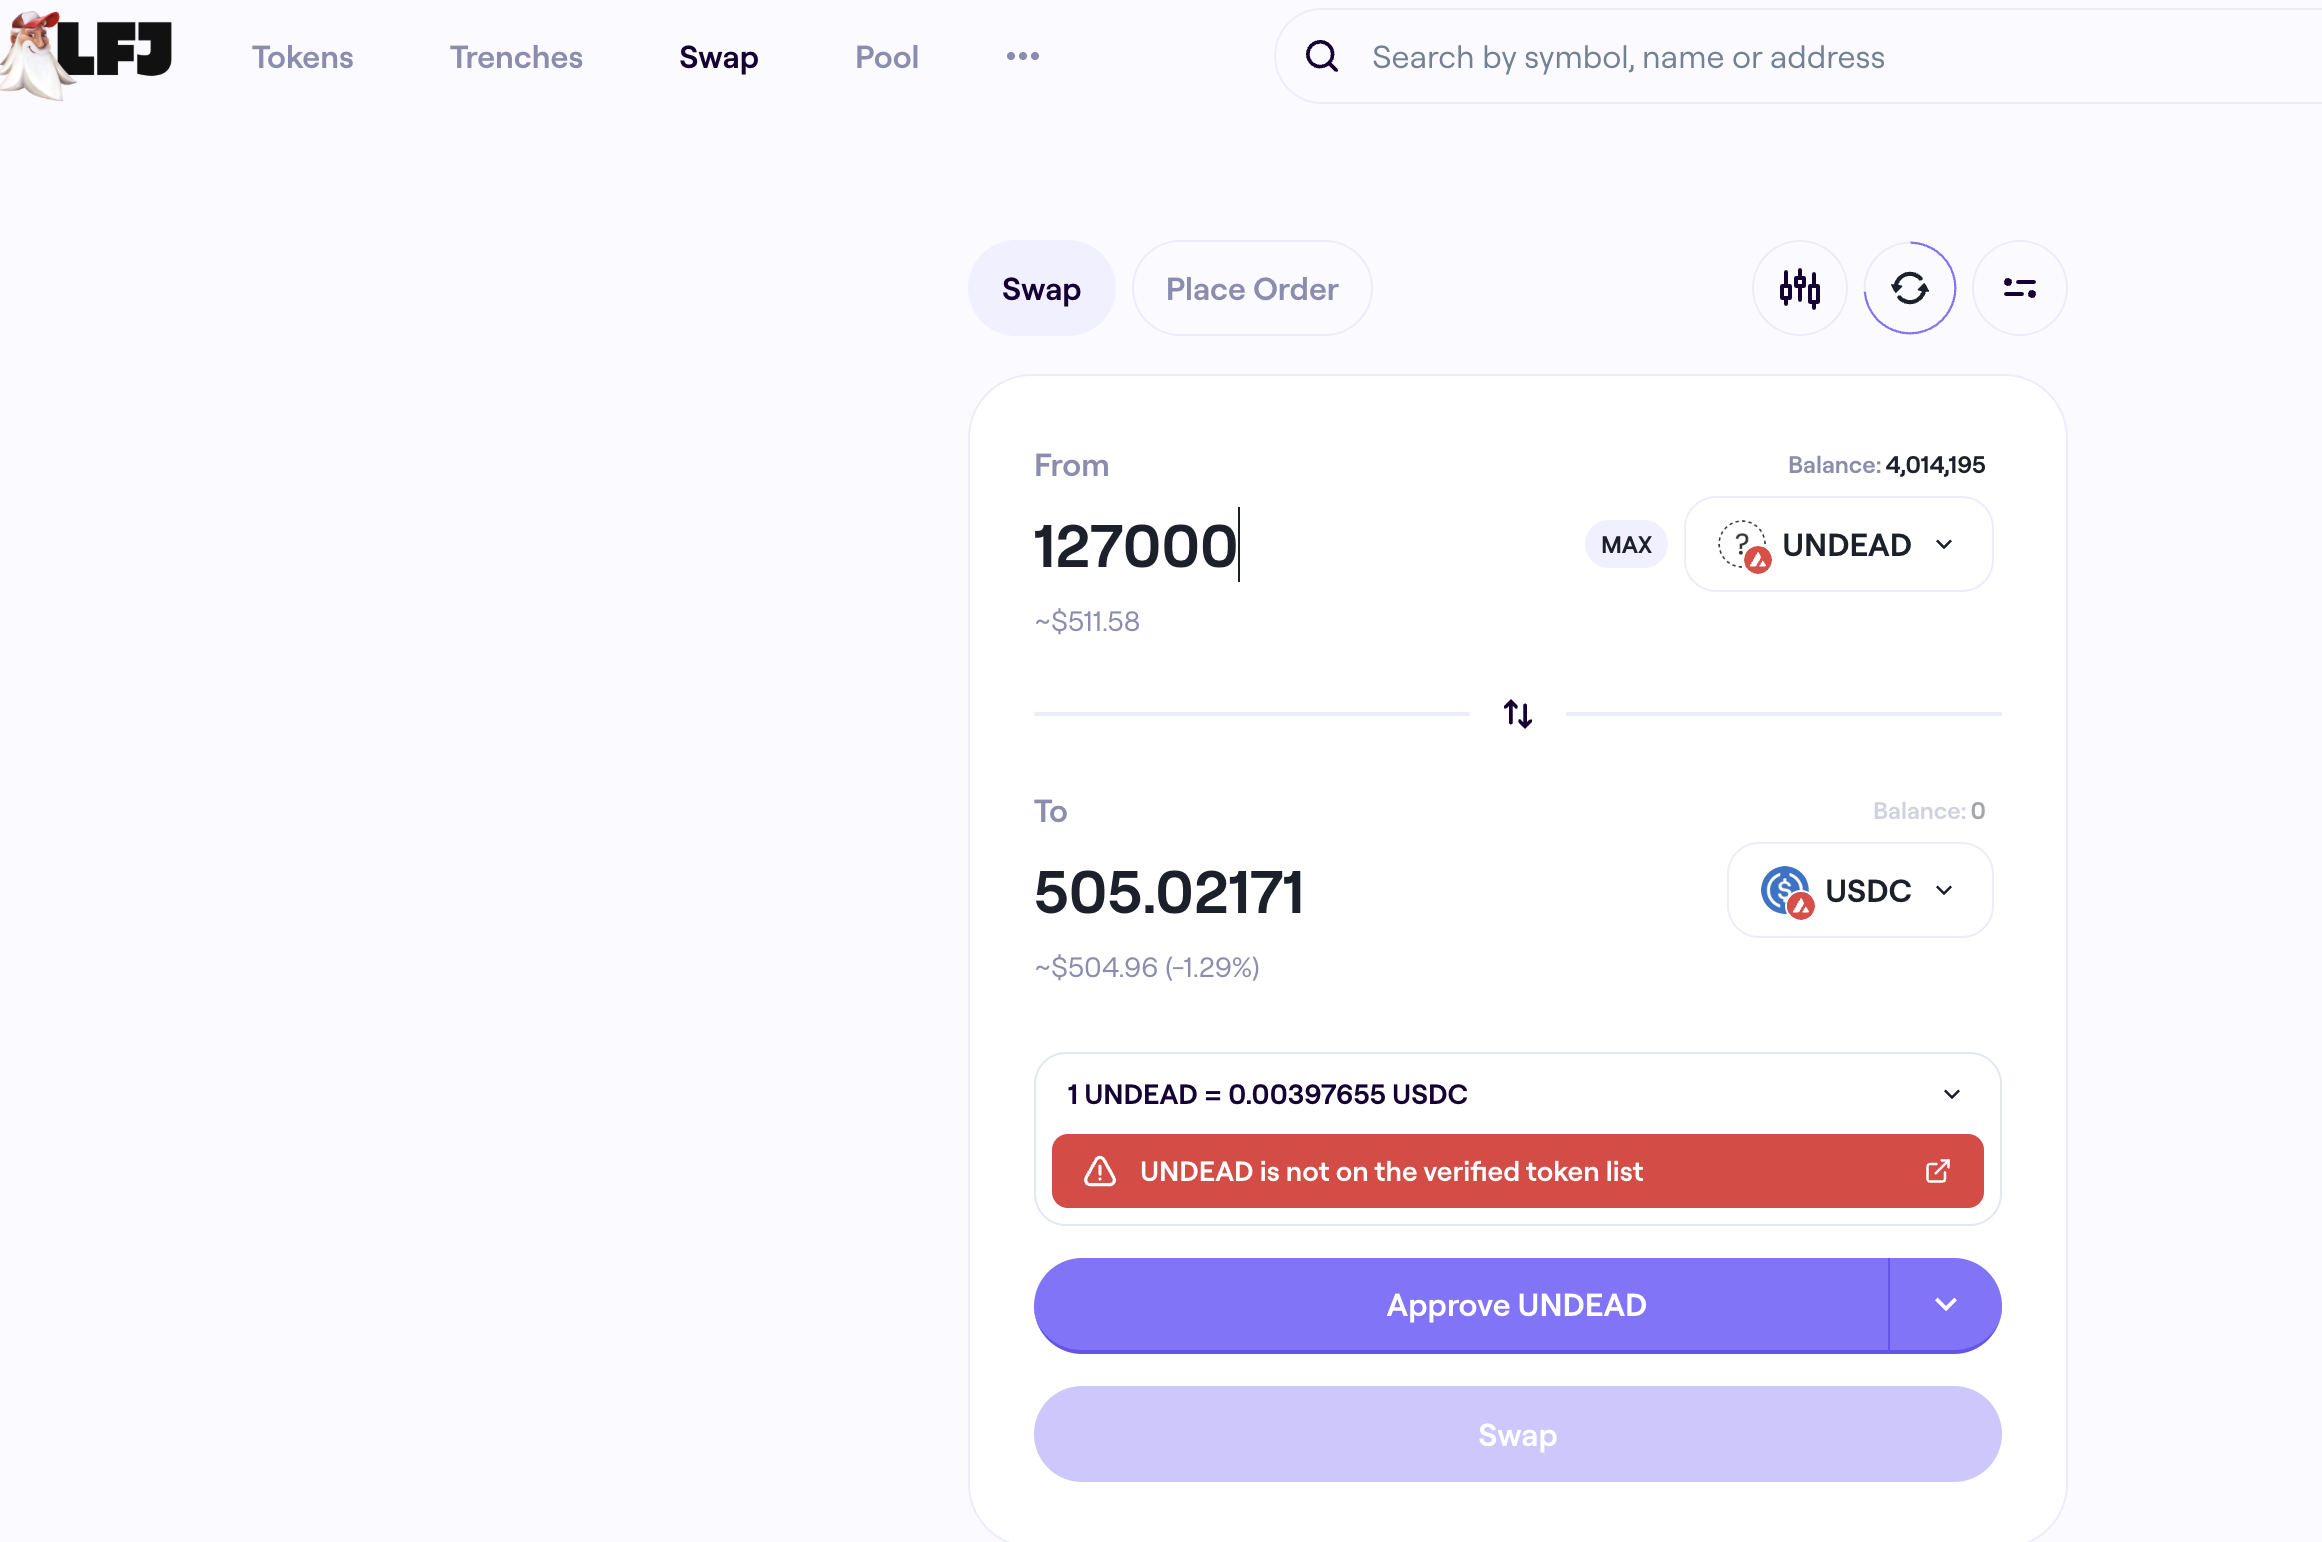 LFJ
Tokens Trenches Swap Pool
Search by symbol, name or address
Swap Place Order
From Balance: 4,014,195
127000 MAX ? UNDEAD
~$511.58
To Balance: 0
505.02171 USDC
~$504.96 (-1.29%)
1 UNDEAD = 0.00397655 USDC
UNDEAD is not on the verified token list
Approve UNDEAD
Swap